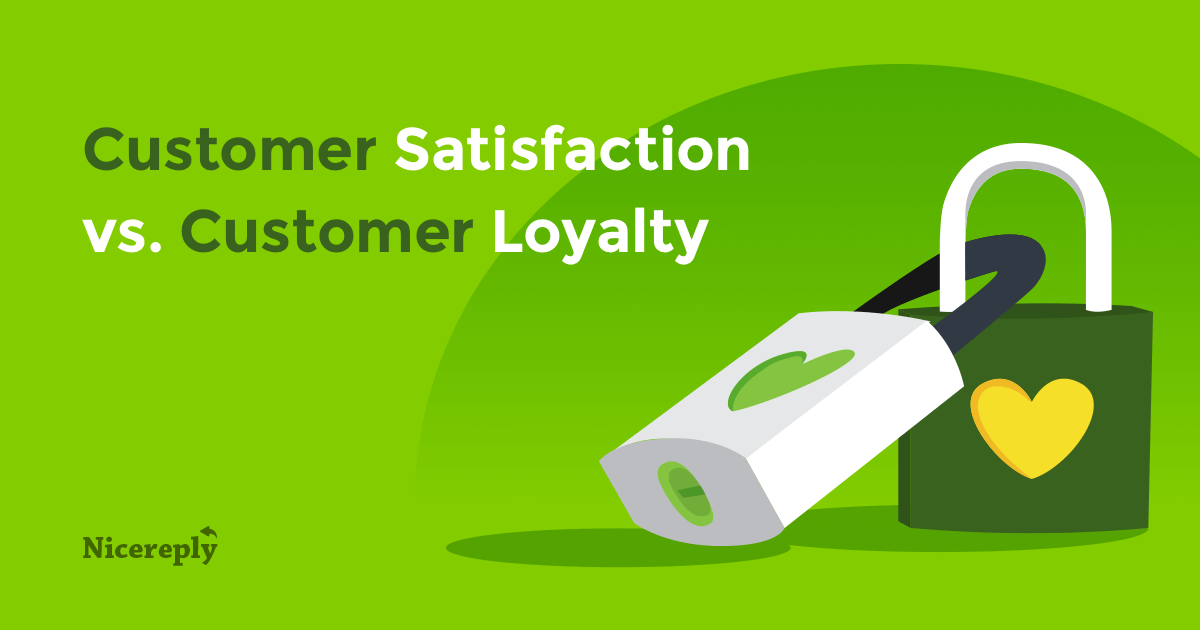 Customer Satisfaction
vs. Customer Loyalty
Nicereply